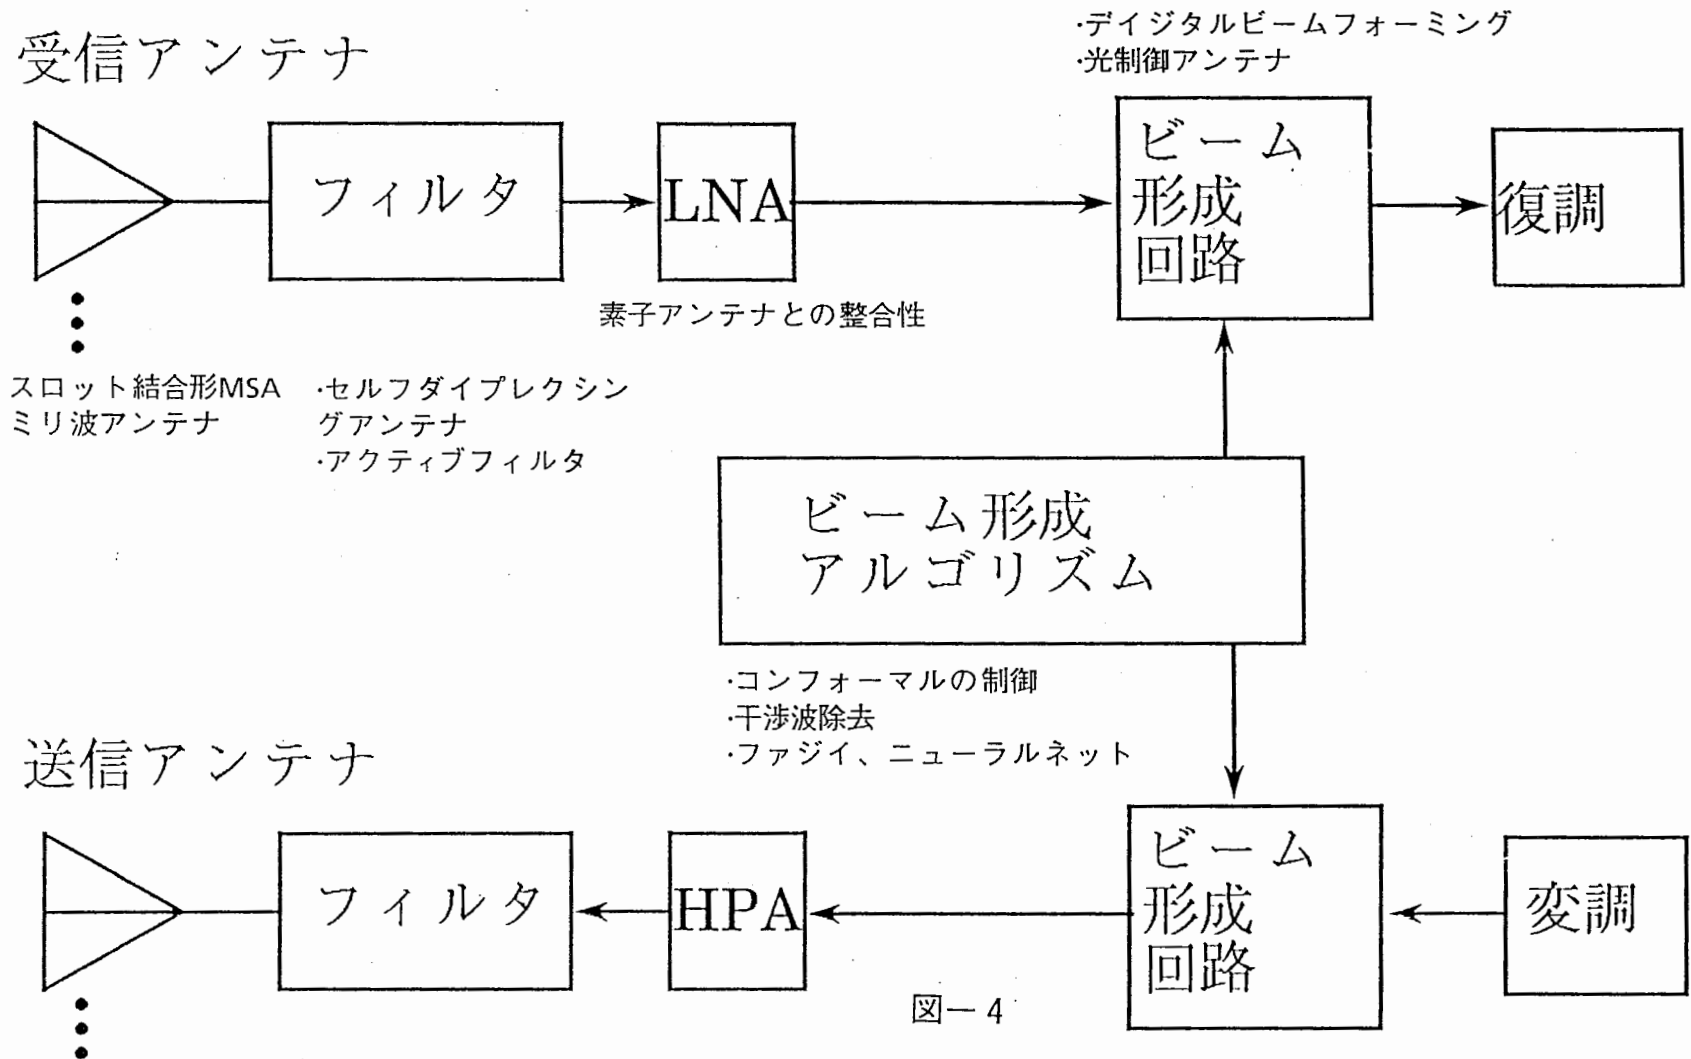 ・デイジタルビームフォーミング
・光制御アンテナ
受信アンテナ
フィルタ
LNA
ビーム
形成
回路
復調
素子アンテナとの整合性
スロット結合形MSA
ミリ波アンテナ
・セルフダイプレクシン
グアンテナ
・アクティブフィルタ
ビーム形成
アルゴリズム
・コンフォーマルの制御
・干渉波除去
・ファジイ、ニューラルネット
送信アンテナ
フィルタ
HPA
ビーム
形成
回路
変調
図－4